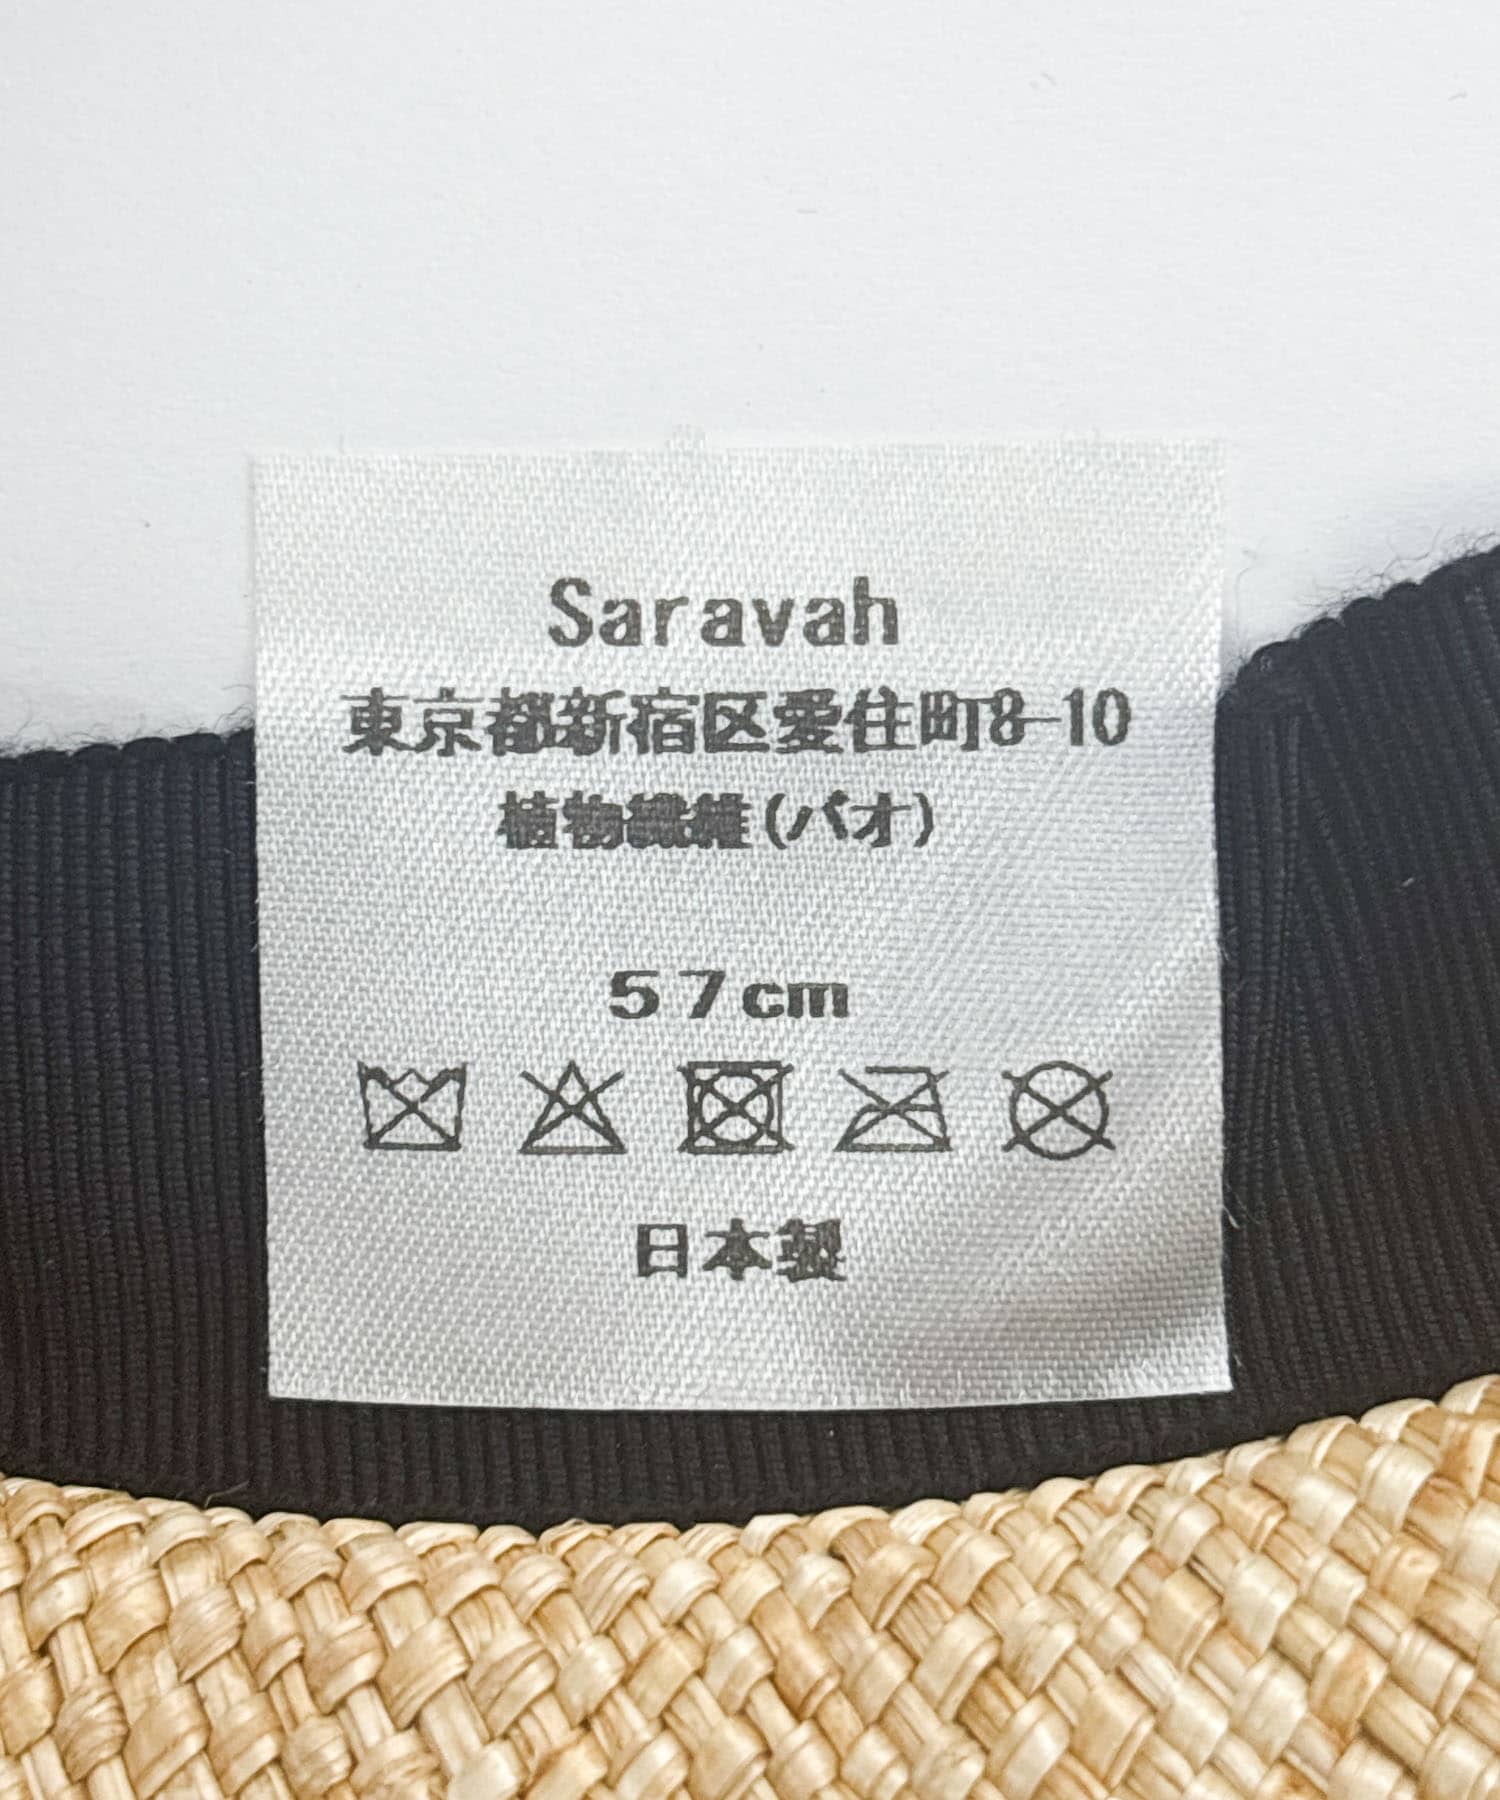 Saravah
東京都新宿区愛住町8-10
植物繊維(バオ)
57cm
日本製